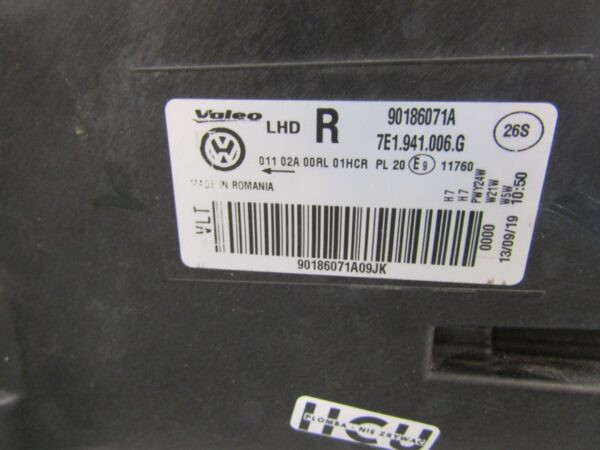 Valeo LHD R 90186071A
7E1.941.006.G
26S
011 02A 00RL 01HCR PL 20 E9 11760
MADE IN ROMANIA
VLT
H7
H7
PWY24W
W21W
W5W
0000
13/09/19 10:50
90186071A09JK
HCU
PLOMBA - NIE ZRYWAĆ